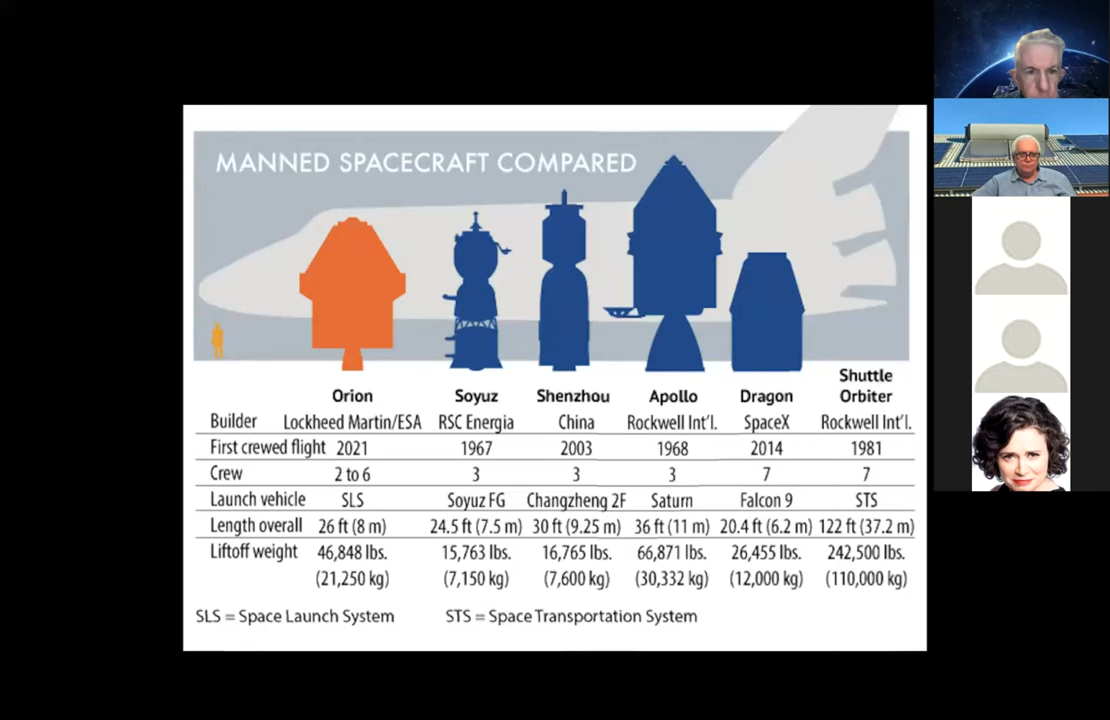 MANNED SPACECRAFT COMPARED
Orion Soyuz Shenzhou Apollo Dragon Shuttle Orbiter
Builder Lockheed Martin/ESA RSC Energia China Rockwell Int'l. SpaceX Rockwell Int'l.
First crewed flight 2021 1967 2003 1968 2014 1981
Crew 2 to 6 3 3 3 7 7
Launch vehicle SLS Soyuz FG Changzheng 2F Saturn Falcon 9 STS
Length overall 26 ft (8 m) 24.5 ft (7.5 m) 30 ft (9.25 m) 36 ft (11 m) 20.4 ft (6.2 m) 122 ft (37.2 m)
Liftoff weight 46,848 lbs. 15,763 lbs. 16,765 lbs. 66,871 lbs. 26,455 lbs. 242,500 lbs.
(21,250 kg) (7,150 kg) (7,600 kg) (30,332 kg) (12,000 kg) (110,000 kg)
SLS = Space Launch System STS = Space Transportation System